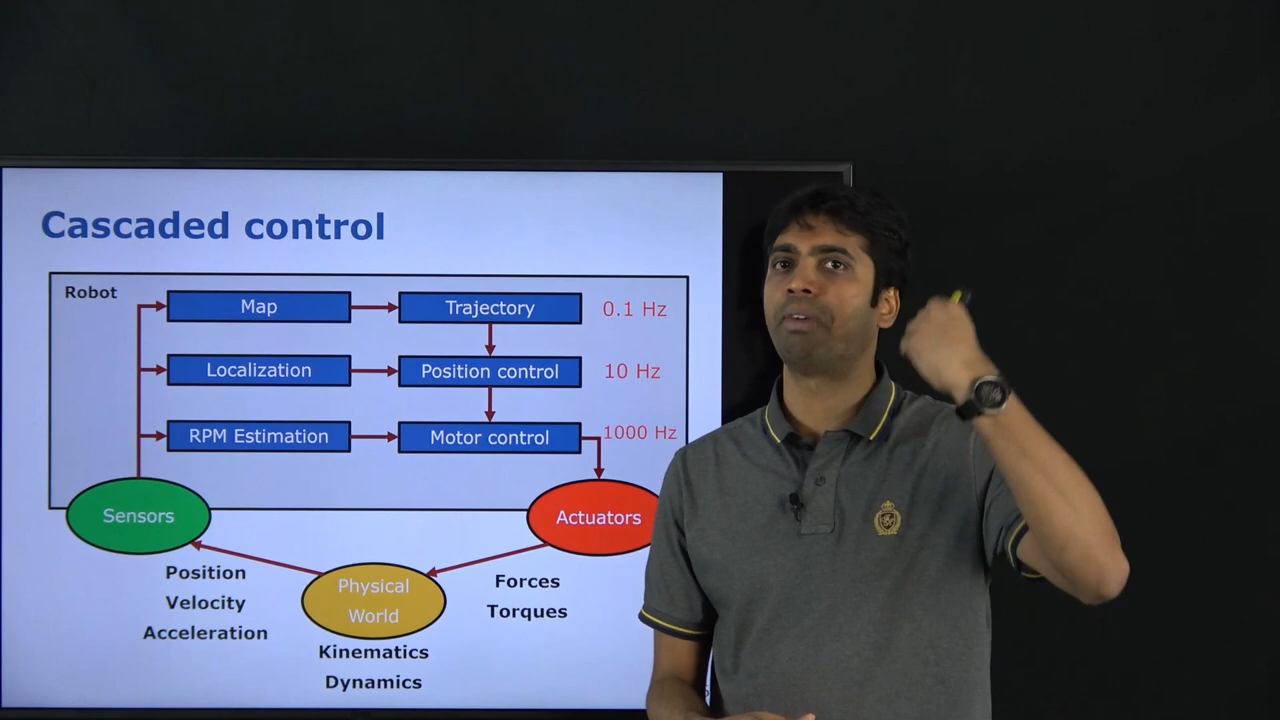 Cascaded control
Robot
Map
Trajectory
0.1 Hz
Localization
Position control
10 Hz
RPM Estimation
Motor control
1000 Hz
Sensors
Actuators
Position
Velocity
Acceleration
Physical
World
Forces
Torques
Kinematics
Dynamics